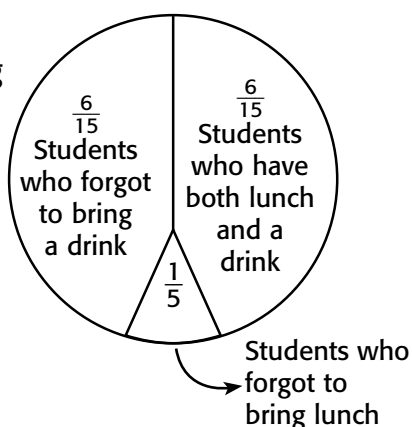 g
6
15
Students
who forgot
to bring
a drink
6
15
Students
who have
both lunch
and a
drink
1
5
Students who
forgot to
bring lunch